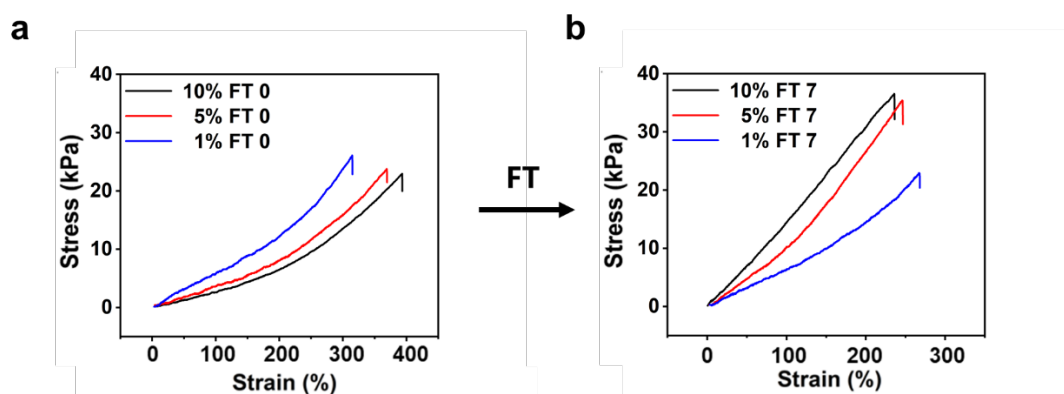 a
40
30
20
10
0
Stress (kPa)
10% FT 0
5% FT 0
1% FT 0
0 100 200 300 400
Strain (%)
FT
b
40
30
20
10
0
Stress (kPa)
10% FT 7
5% FT 7
1% FT 7
0 100 200 300
Strain (%)